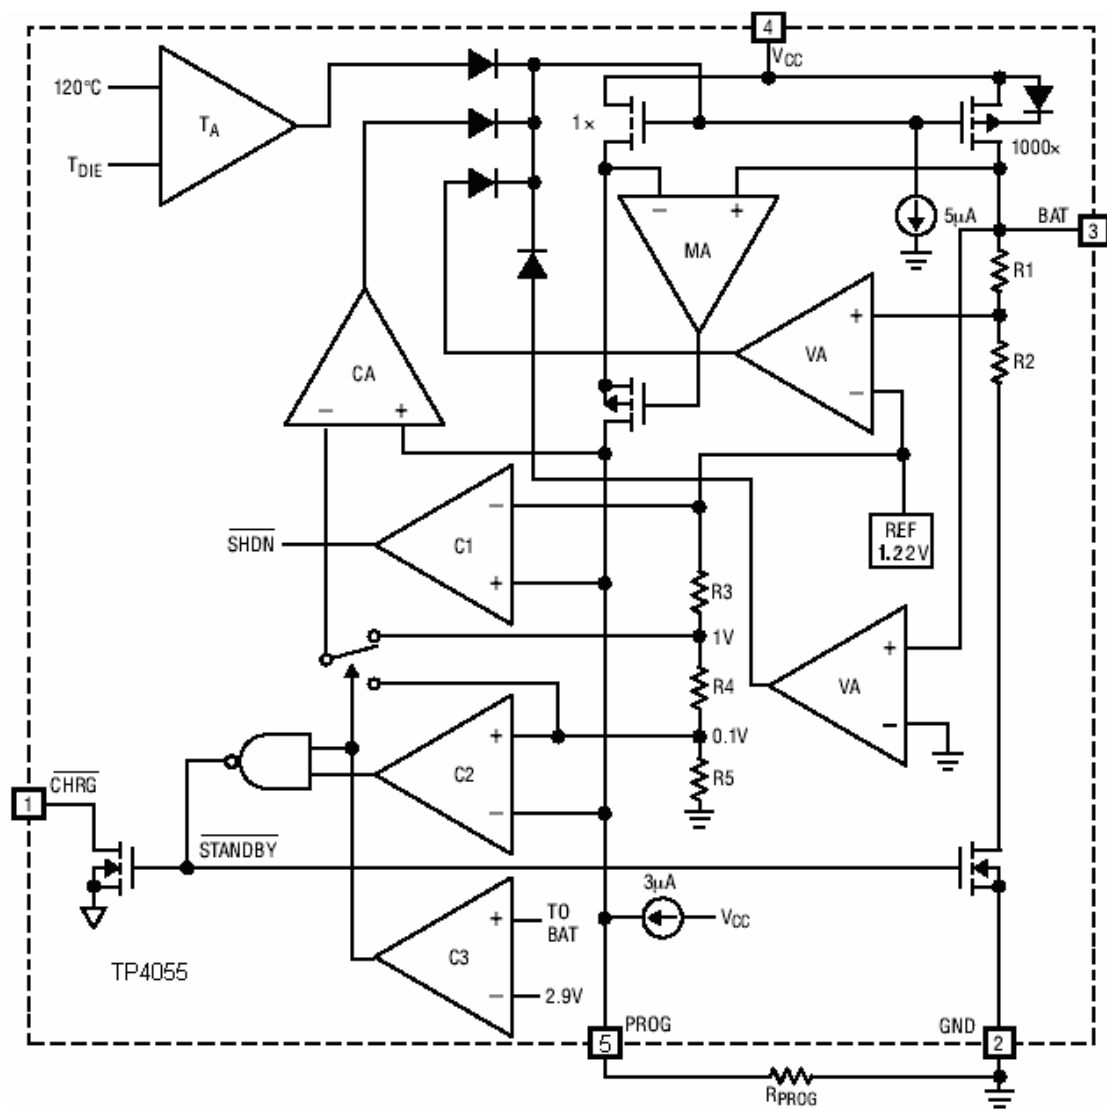 4
VCC
120°C
TA
TDIE
1×
1000×
5µA
BAT
3
− +
MA
R1
+
VA
−
R2
CA
− +
SHDN
−
C1
+
REF
1.22V
R3
1V
+
VA
−
R4
+
0.1V
C2
R5
−
CHRG
1
STANDBY
3µA
VCC
+
TO
BAT
C3
−
2.9V
TP4055
PROG
5
GND
2
RPROG